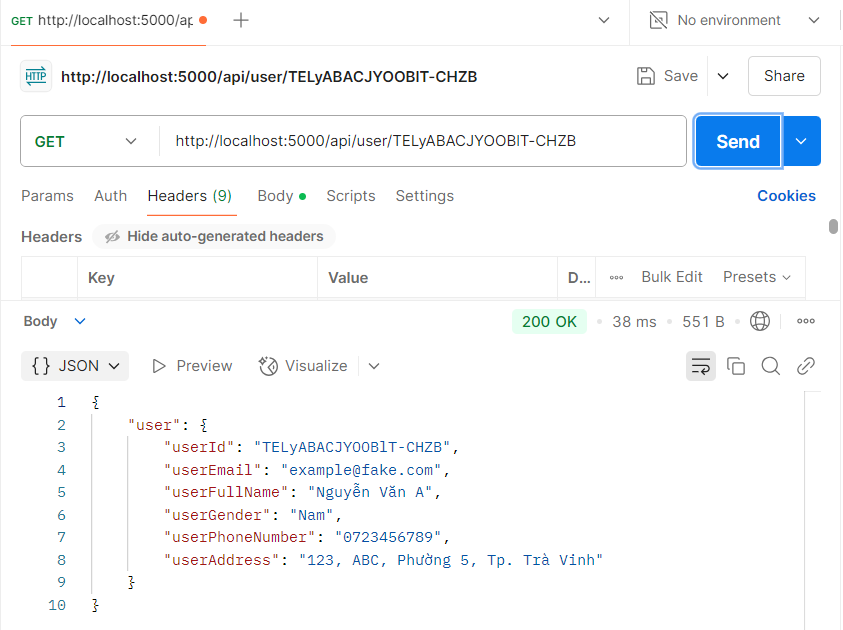 GET http://localhost:5000/ap
No environment
HTTP http://localhost:5000/api/user/TELyABACJYOOBlT-CHZB
Save
Share
GET http://localhost:5000/api/user/TELyABACJYOOBlT-CHZB
Send
Params Auth Headers (9) Body Scripts Settings Cookies
Headers Hide auto-generated headers
Key Value D... Bulk Edit Presets
Body 200 OK 38 ms 551 B
{} JSON Preview Visualize
1 {
2 "user": {
3 "userId": "TELyABACJYOOBlT-CHZB",
4 "userEmail": "example@fake.com",
5 "userFullName": "Nguyễn Văn A",
6 "userGender": "Nam",
7 "userPhoneNumber": "0723456789",
8 "userAddress": "123, ABC, Phường 5, Tp. Trà Vinh"
9 }
10 }